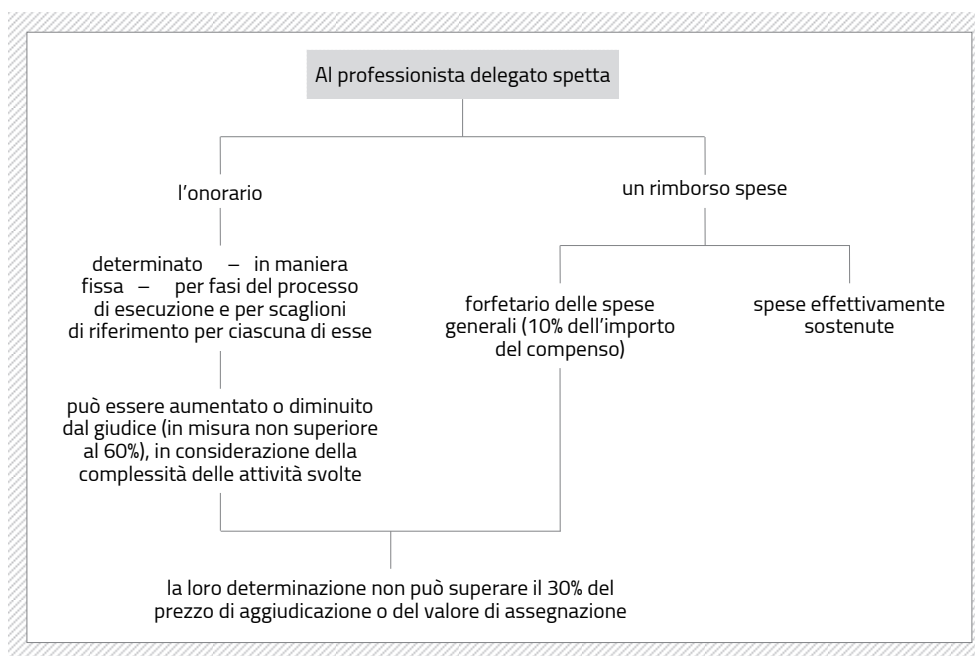 Al professionista delegato spetta
l'onorario
un rimborso spese
determinato – in maniera
fissa – per fasi del processo
di esecuzione e per scaglioni
di riferimento per ciascuna di esse
forfetario delle spese
generali (10% dell'importo
del compenso)
spese effettivamente
sostenute
può essere aumentato o diminuito
dal giudice (in misura non superiore
al 60%), in considerazione della
complessità delle attività svolte
la loro determinazione non può superare il 30% del
prezzo di aggiudicazione o del valore di assegnazione